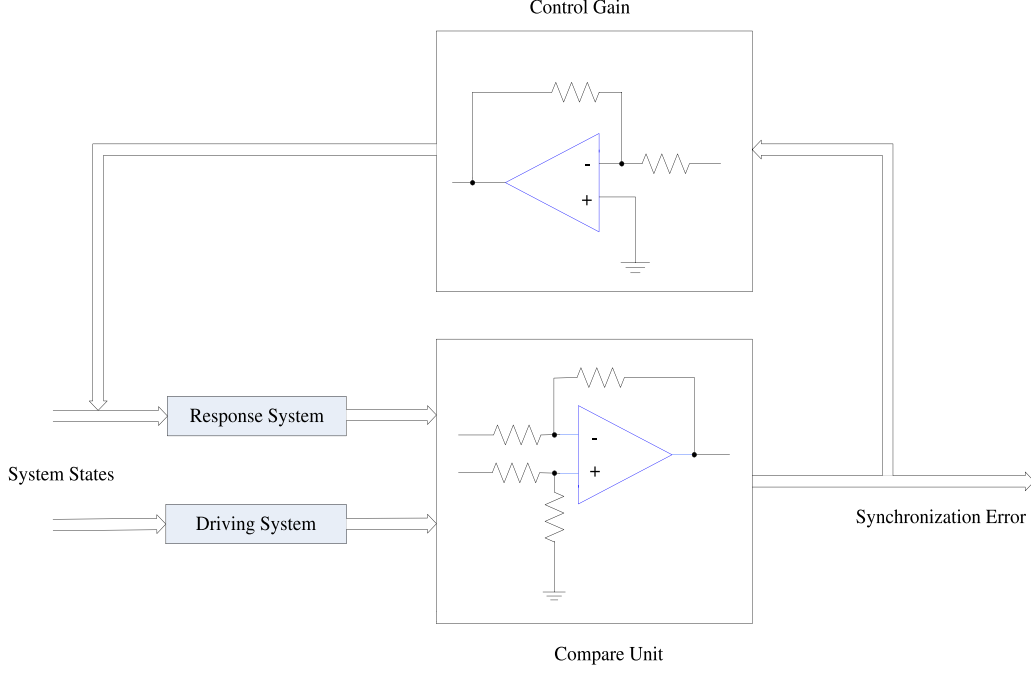 Control Gain
-
+
Response System
-
+
System States
Driving System
Synchronization Error
Compare Unit